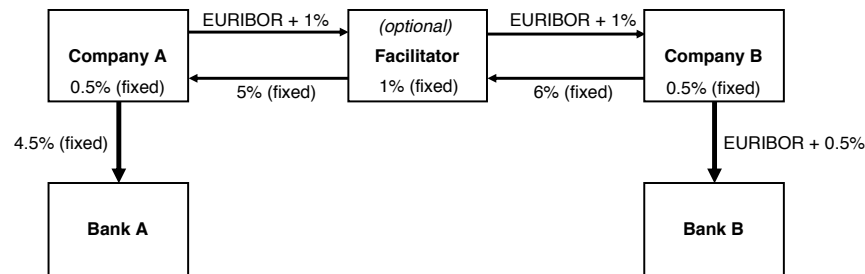 EURIBOR + 1%
(optional)
EURIBOR + 1%
Company A
Facilitator
Company B
0.5% (fixed)
1% (fixed)
0.5% (fixed)
5% (fixed)
6% (fixed)
4.5% (fixed)
EURIBOR + 0.5%
Bank A
Bank B